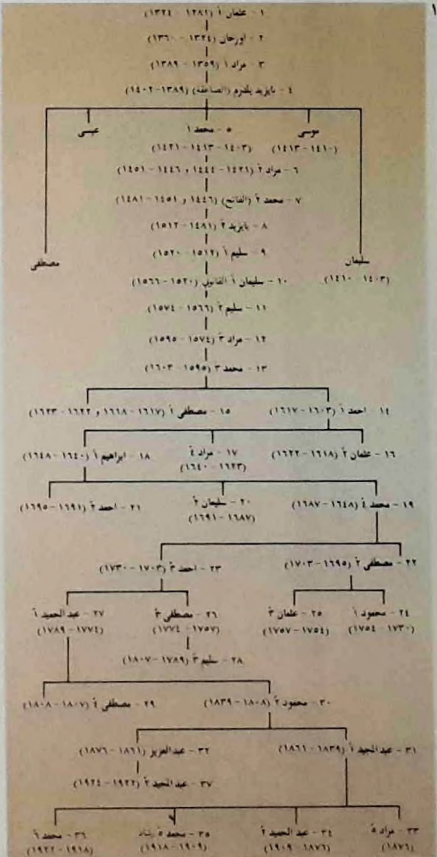 ١ - عثمان ١ (١٢٨١ - ١٣٢٤)
٢ - اورخان (١٣٢٤ - ١٣٦٠)
٣ - مراد ١ (١٣٥٩ - ١٣٨٩)
٤ - بايزيد يلدرم (الصاعقة) (١٣٨٩ - ١٤٠٢)
موسى
٥ - محمد ١
عيسى
(١٤١٠ - ١٤١٣)
(١٤٠٣ - ١٤١٣ - ١٤٢١)
٦ - مراد ٢ (١٤٢١ - ١٤٤٤ و ١٤٤٦ - ١٤٥١)
٧ - محمد ٢ (الفاتح) (١٤٤٦ و ١٤٥١ - ١٤٨١)
٨ - بايزيد ٢ (١٤٨١ - ١٥١٢)
٩ - سليم ١ (١٥١٢ - ١٥٢٠)
سليمان
مصطفى
(١٤٠٣ - ١٤١٠)
١٠ - سليمان ١ القانوني (١٥٢٠ - ١٥٦٦)
١١ - سليم ٢ (١٥٦٦ - ١٥٧٤)
١٢ - مراد ٣ (١٥٧٤ - ١٥٩٥)
١٣ - محمد ٣ (١٥٩٥ - ١٦٠٣)
١٤ - احمد ١ (١٦٠٣ - ١٦١٧)
١٥ - مصطفى ١ (١٦١٧ - ١٦١٨ و ١٦٢٢ - ١٦٢٣)
١٦ - عثمان ٢ (١٦١٨ - ١٦٢٢)
١٧ - مراد ٤
(١٦٢٣ - ١٦٤٠)
١٨ - ابراهيم ١ (١٦٤٠ - ١٦٤٨)
١٩ - محمد ٤ (١٦٤٨ - ١٦٨٧)
٢٠ - سليمان ٢
(١٦٨٧ - ١٦٩١)
٢١ - احمد ٢ (١٦٩١ - ١٦٩٥)
٢٢ - مصطفى ٢ (١٦٩٥ - ١٧٠٣)
٢٣ - احمد ٣ (١٧٠٣ - ١٧٣٠)
٢٤ - محمود ١
(١٧٣٠ - ١٧٥٤)
٢٥ - عثمان ٣
(١٧٥٤ - ١٧٥٧)
٢٦ - مصطفى ٣
(١٧٥٧ - ١٧٧٤)
٢٧ - عبد الحميد ١
(١٧٧٤ - ١٧٨٩)
٢٨ - سليم ٣ (١٧٨٩ - ١٨٠٧)
٣٠ - محمود ٢ (١٨٠٨ - ١٨٣٩)
٢٩ - مصطفى ٤ (١٨٠٧ - ١٨٠٨)
٣١ - عبد المجيد ١ (١٨٣٩ - ١٨٦١)
٣٢ - عبد العزيز (١٨٦١ - ١٨٧٦)
٣٧ - عبد المجيد ٢ (١٩٢٢ - ١٩٢٤)
٣٣ - مراد ٥
(١٨٧٦)
٣٤ - عبد الحميد ٢
(١٨٧٦ - ١٩٠٩)
٣٥ - محمد ٥ رشاد
(١٩٠٩ - ١٩١٨)
٣٦ - محمد ٦
(١٩١٨ - ١٩٢٢)